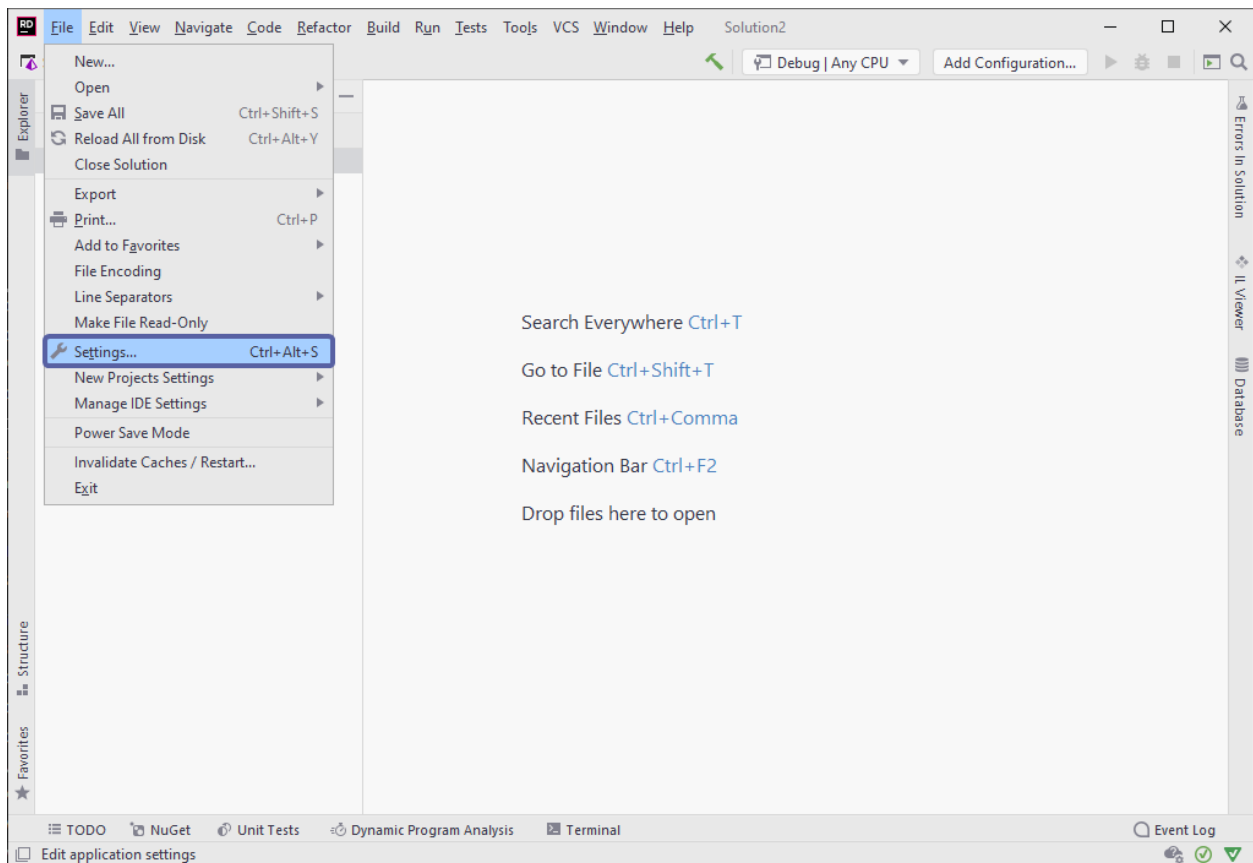 RD File Edit View Navigate Code Refactor Build Run Tests Tools VCS Window Help Solution2
Debug | Any CPU Add Configuration...
New...
Open
Save All Ctrl+Shift+S
Reload All from Disk Ctrl+Alt+Y
Close Solution
Export
Print... Ctrl+P
Add to Favorites
File Encoding
Line Separators
Make File Read-Only
Settings... Ctrl+Alt+S
New Projects Settings
Manage IDE Settings
Power Save Mode
Invalidate Caches / Restart...
Exit
Explorer
Structure
Favorites
Search Everywhere Ctrl+T
Go to File Ctrl+Shift+T
Recent Files Ctrl+Comma
Navigation Bar Ctrl+F2
Drop files here to open
Errors In Solution
IL Viewer
Database
TODO NuGet Unit Tests Dynamic Program Analysis Terminal Event Log
Edit application settings